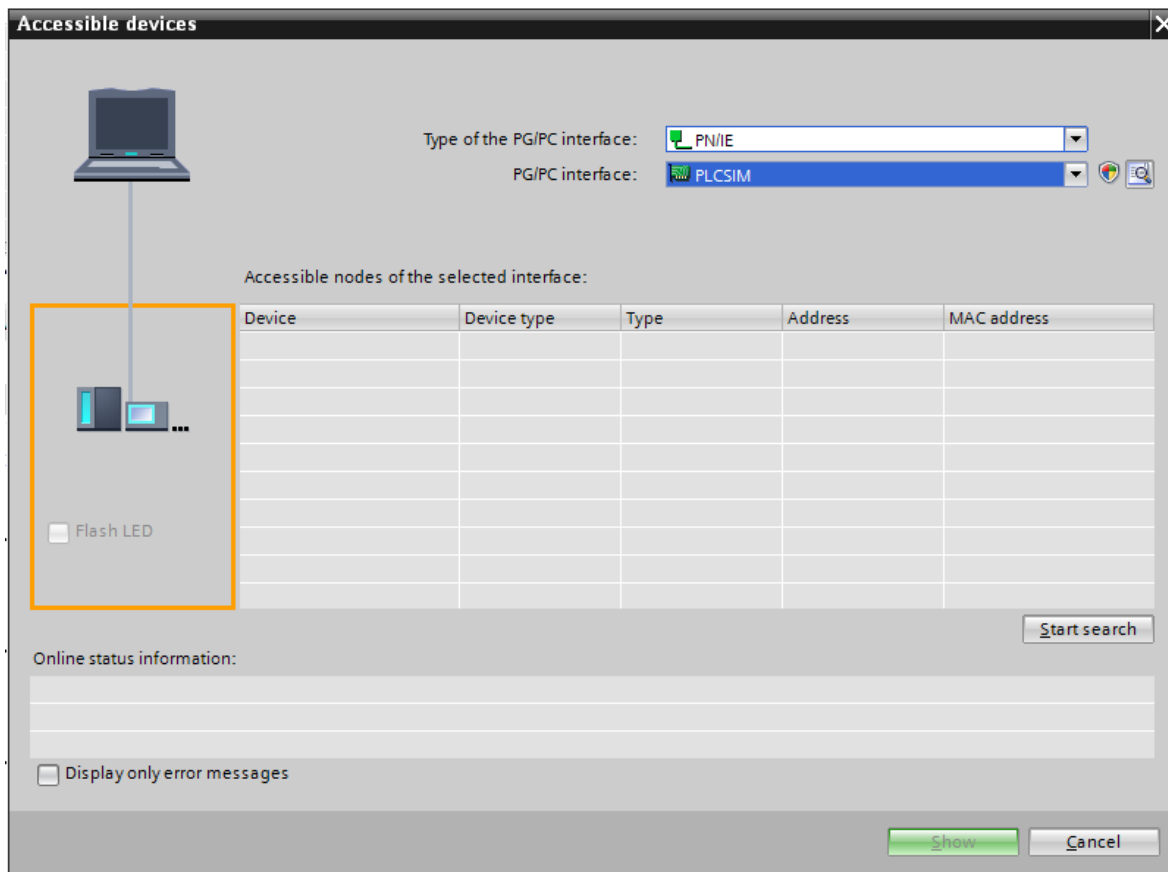 Accessible devices
Type of the PG/PC interface: PN/IE
PG/PC interface: PLCSIM
Accessible nodes of the selected interface:
Device Device type Type Address MAC address
Flash LED
Start search
Online status information:
Display only error messages
Show Cancel